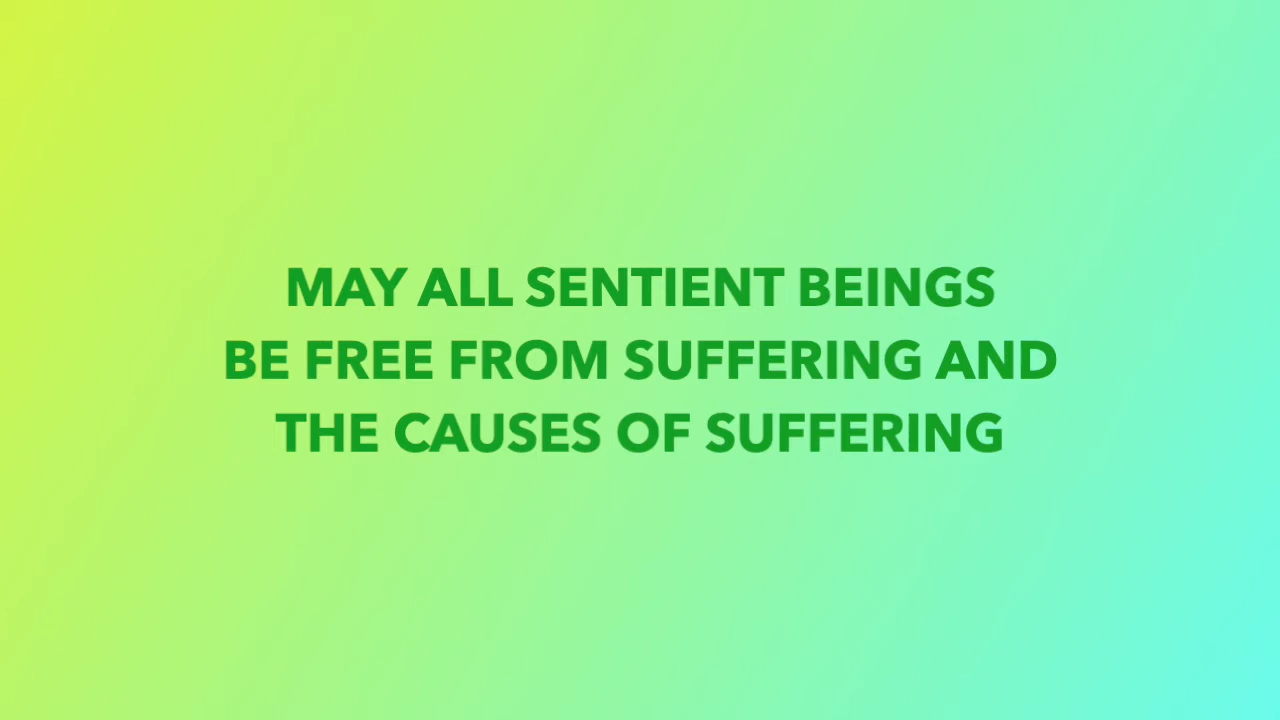 MAY ALL SENTIENT BEINGS
BE FREE FROM SUFFERING AND
THE CAUSES OF SUFFERING